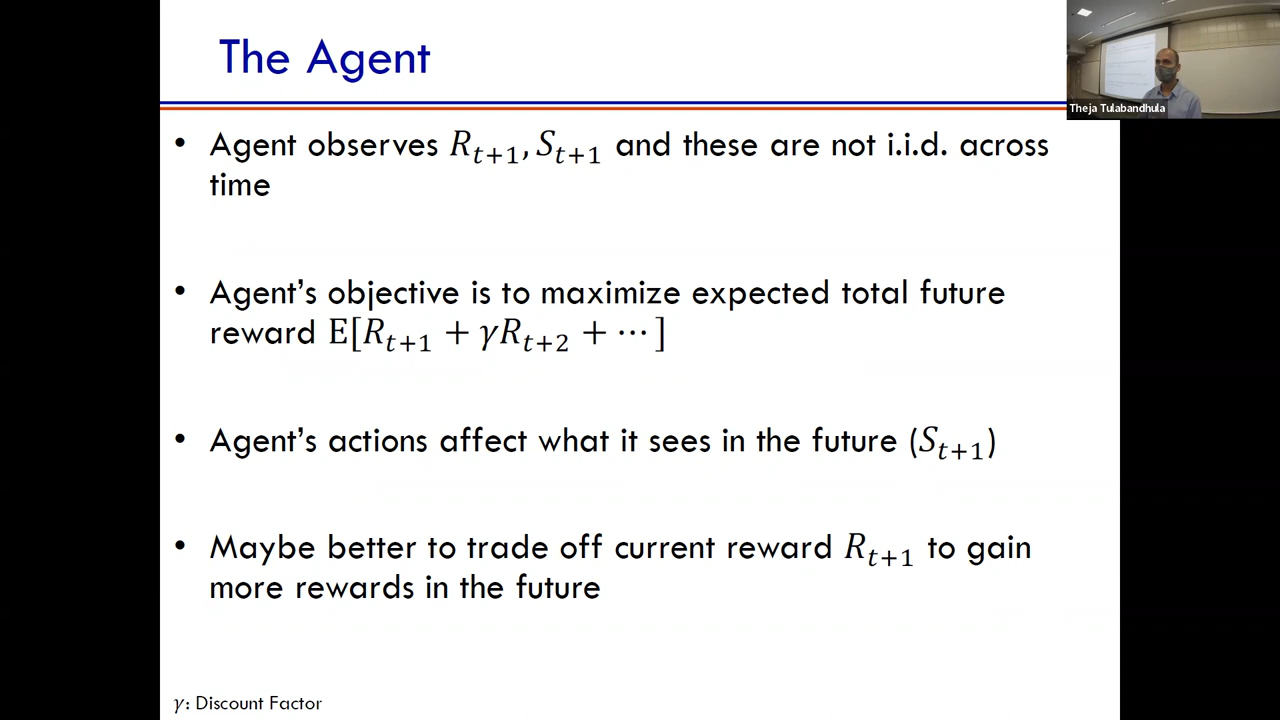 The Agent
Theja Tulabandhula
• Agent observes R_{t+1}, S_{t+1} and these are not i.i.d. across
time
• Agent's objective is to maximize expected total future
reward E[R_{t+1} + γR_{t+2} + ⋯ ]
• Agent's actions affect what it sees in the future (S_{t+1})
• Maybe better to trade off current reward R_{t+1} to gain
more rewards in the future
γ: Discount Factor